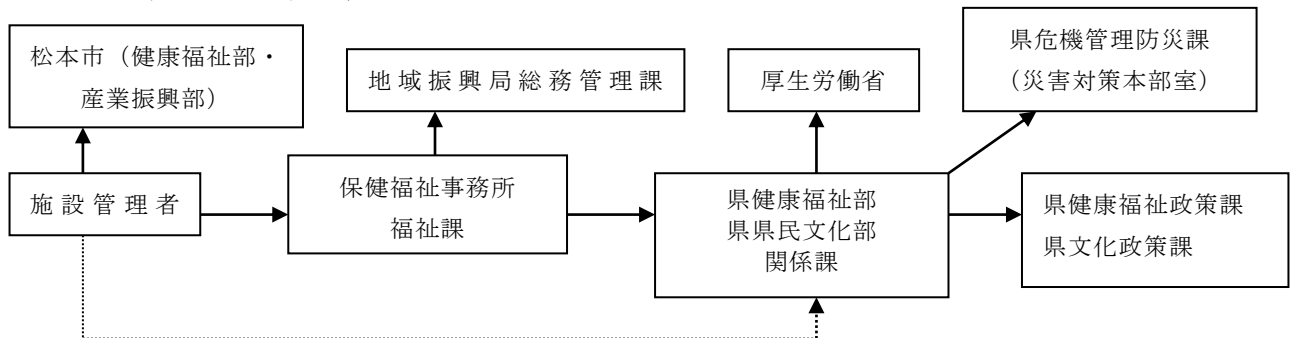 松本市（健康福祉部・
産業振興部）
地域振興局総務管理課
厚生労働省
県危機管理防災課
（災害対策本部室）
施設管理者
保健福祉事務所
福祉課
県健康福祉部
県県民文化部
関係課
県健康福祉政策課
県文化政策課